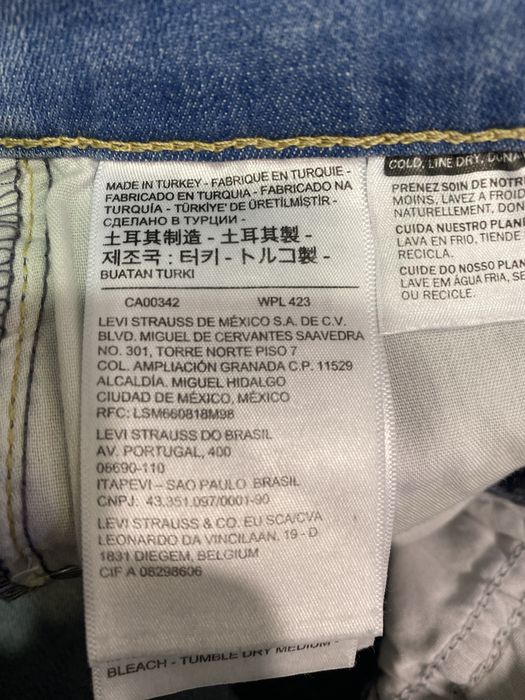 MADE IN TURKEY - FABRIQUE EN TURQUIE -
FABRICADO EN TURQUIA - FABRICADO NA
TURQUÍA - TÜRKİYE'DE ÜRETİLMİŞTİR -
СДЕЛАНО В ТУРЦИИ -
土耳其制造 - 土耳其製 -
제조국 : 터키 - トルコ製 -
BUATAN TURKI
CA00342 WPL 423
LEVI STRAUSS DE MÉXICO S.A. DE C.V.
BLVD. MIGUEL DE CERVANTES SAAVEDRA
NO. 301, TORRE NORTE PISO 7
COL. AMPLIACIÓN GRANADA C.P. 11529
ALCALDÍA. MIGUEL HIDALGO
CIUDAD DE MÉXICO, MÉXICO
RFC: LSM660818M98
LEVI STRAUSS DO BRASIL
AV. PORTUGAL, 400
06690-110
ITAPEVI – SAO PAULO BRASIL
CNPJ: 43.351.097/0001-90
LEVI STRAUSS & CO. EU SCA/CVA
LEONARDO DA VINCILAAN, 19 - D
1831 DIEGEM, BELGIUM
CIF A 08298606
BLEACH - TUMBLE DRY MEDIUM -
COLD, LINE DRY,
PRENEZ SOIN DE NOTR
MOINS, LAVEZ A FROID
NATURELLEMENT, DON
CUIDA NUESTRO PLAN
LAVA EN FRIO, TIENDE
RECICLA.
CUIDE DO NOSSO PLAN
LAVE EM ÁGUA FRIA, SE
OU RECICLE.